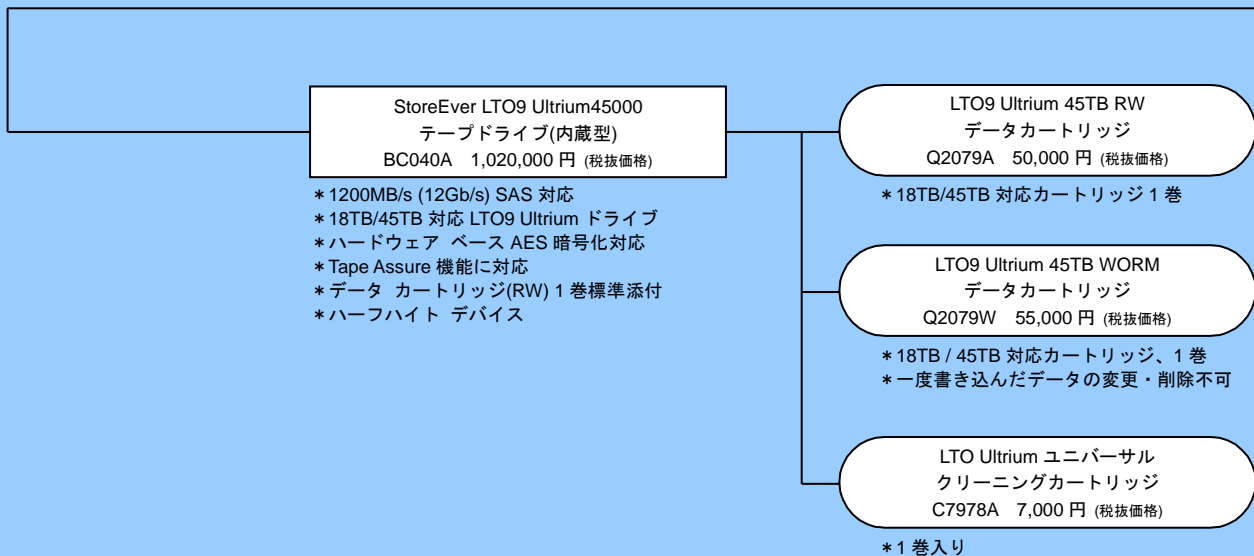 StoreEver LTO9 Ultrium45000
テープドライブ(内蔵型)
BC040A 1,020,000 円 (税抜価格)
＊1200MB/s (12Gb/s) SAS 対応
＊18TB/45TB 対応 LTO9 Ultrium ドライブ
＊ハードウェア ベース AES 暗号化対応
＊Tape Assure 機能に対応
＊データ カートリッジ(RW) 1 巻標準添付
＊ハーフハイト デバイス
LTO9 Ultrium 45TB RW
データカートリッジ
Q2079A 50,000 円 (税抜価格)
＊18TB/45TB 対応カートリッジ 1 巻
LTO9 Ultrium 45TB WORM
データカートリッジ
Q2079W 55,000 円 (税抜価格)
＊18TB / 45TB 対応カートリッジ、1 巻
＊一度書き込んだデータの変更・削除不可
LTO Ultrium ユニバーサル
クリーニングカートリッジ
C7978A 7,000 円 (税抜価格)
＊1 巻入り